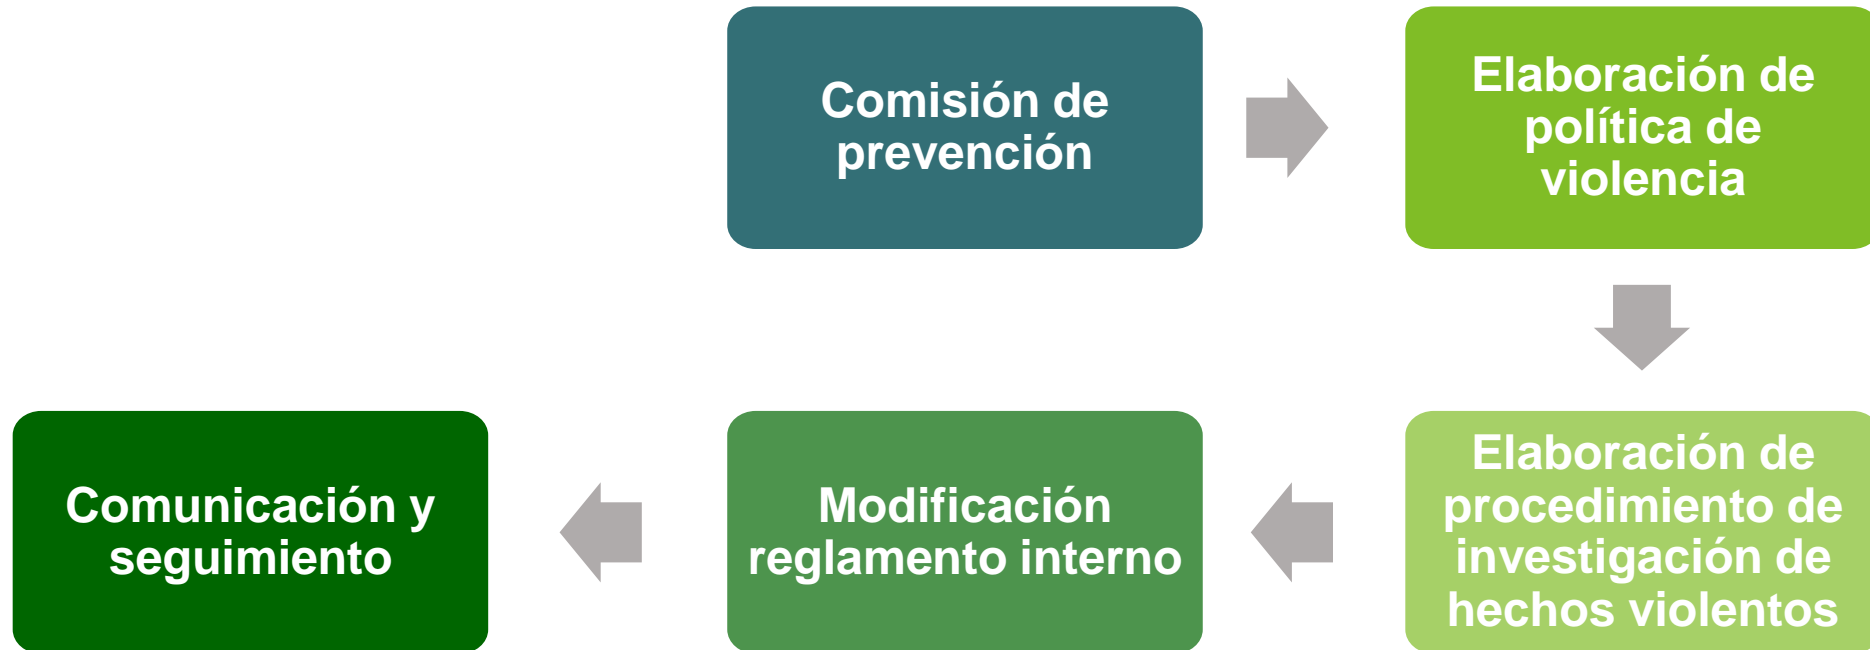 Comisión de
prevención
Elaboración de
política de
violencia
Elaboración de
procedimiento de
investigación de
hechos violentos
Modificación
reglamento interno
Comunicación y
seguimiento